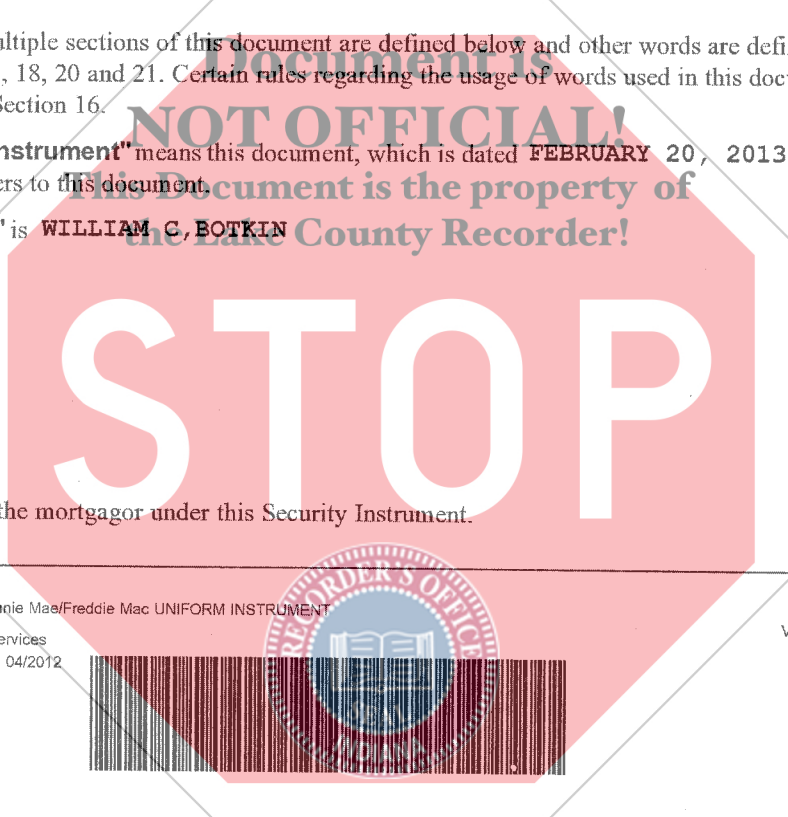 ultiple sections of this document are defined below and other words are defi
Document is
, 18, 20 and 21. Certain rules regarding the usage of words used in this doc
Section 16.
NOT OFFICIAL!
nstrument" means this document, which is dated FEBRUARY 20, 2013
ers to this document.
This Document is the property of
" is WILLIAM C, BOTKIN
the Lake County Recorder!
STOP
the mortgagor under this Security Instrument.
nnie Mae/Freddie Mac UNIFORM INSTRUMENT
ervices
04/2012
V
RECORDER'S OFFICE
SEAL
INDIANA